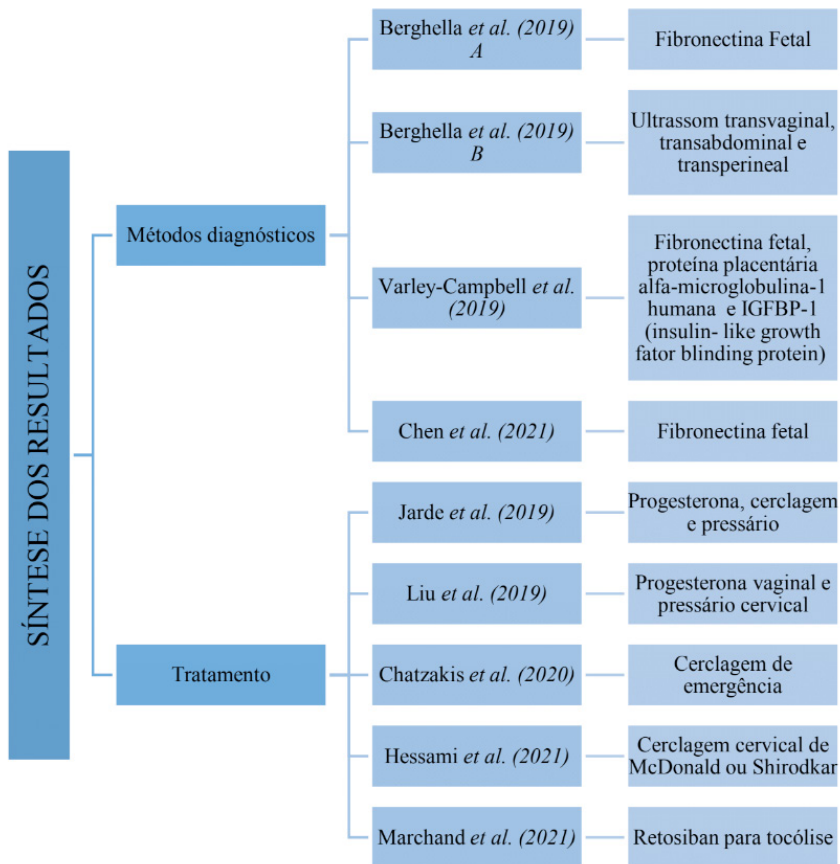 SÍNTESE DOS RESULTADOS
Métodos diagnósticos
Berghella et al. (2019)
A
Fibronectina Fetal
Berghella et al. (2019)
B
Ultrassom transvaginal,
transabdominal e
transperineal
Varley-Campbell et al.
(2019)
Fibronectina fetal,
proteína placentária
alfa-microglobulina-1
humana e IGFBP-1
(insulin- like growth
fator blinding protein)
Chen et al. (2021)
Fibronectina fetal
Tratamento
Jarde et al. (2019)
Progesterona, cerclagem
e pressário
Liu et al. (2019)
Progesterona vaginal e
pressário cervical
Chatzakis et al. (2020)
Cerclagem de
emergência
Hessami et al. (2021)
Cerclagem cervical de
McDonald ou Shirodkar
Marchand et al. (2021)
Retosiban para tocólise